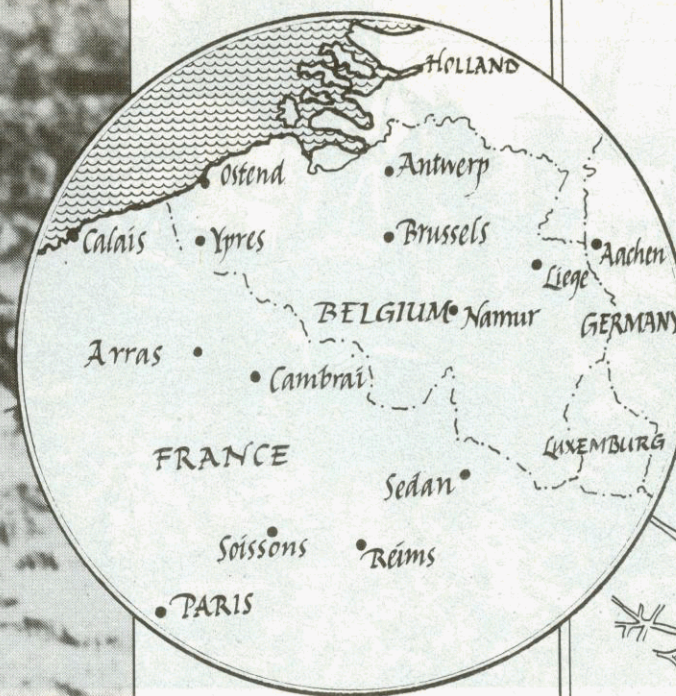 HOLLAND
Ostend
Antwerp
Calais
Ypres
Brussels
Aachen
Liege
BELGIUM
Namur
GERMANY
Arras
Cambrai
FRANCE
LUXEMBURG
Sedan
Soissons
Reims
PARIS